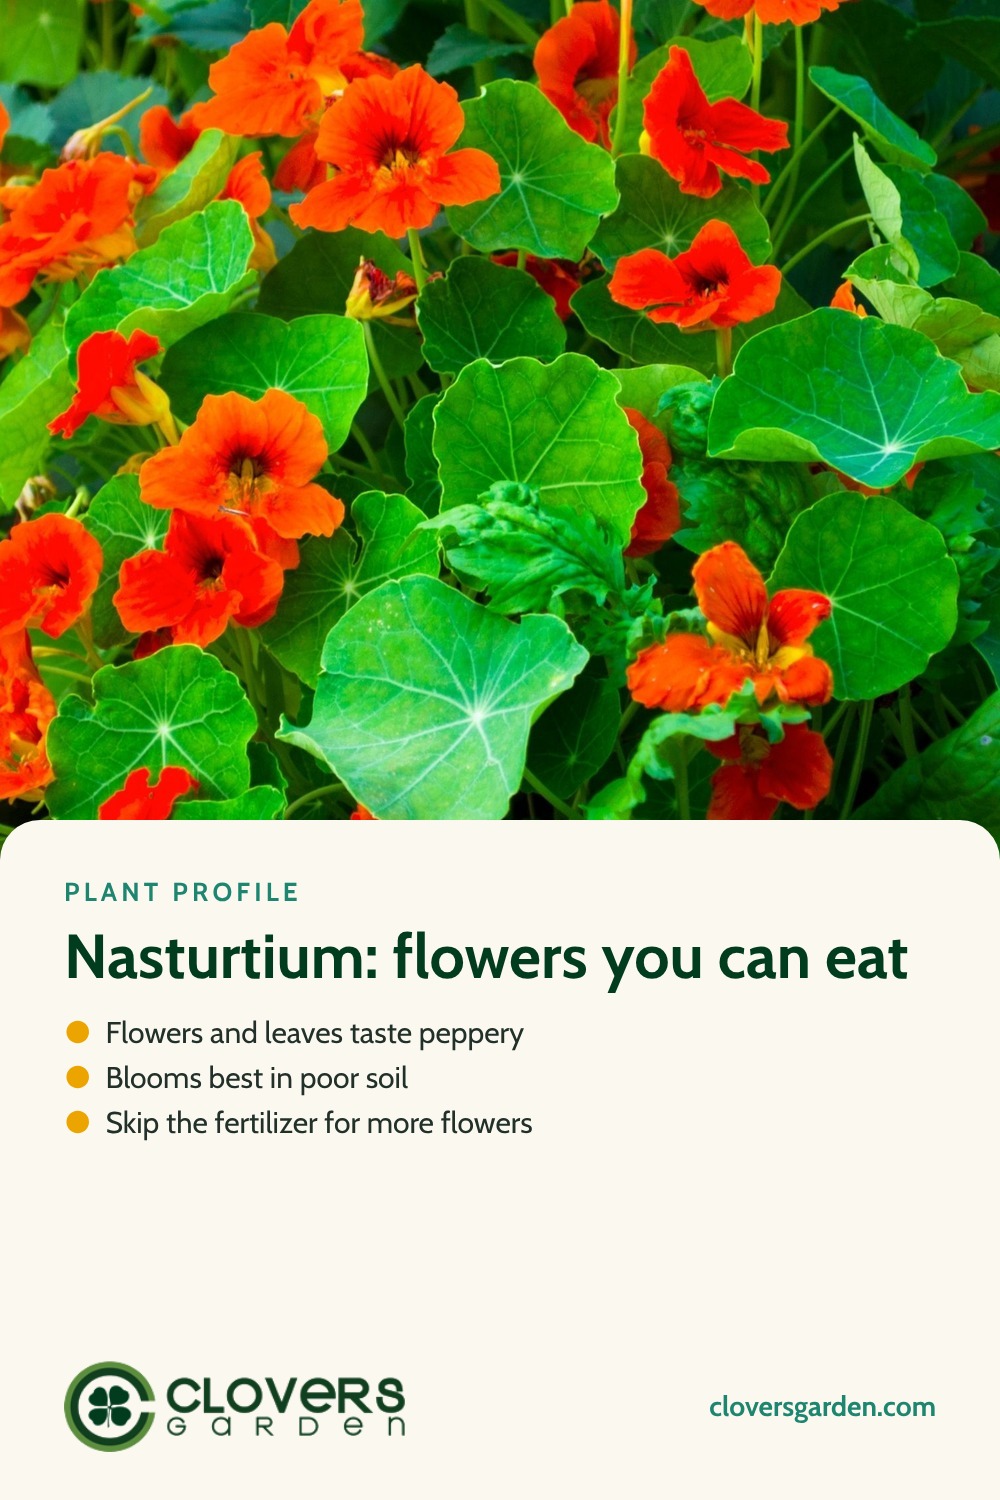 PLANT PROFILE
Nasturtium: flowers you can eat
Flowers and leaves taste peppery
Blooms best in poor soil
Skip the fertilizer for more flowers
CLOVERS
GARDEN
cloversgarden.com